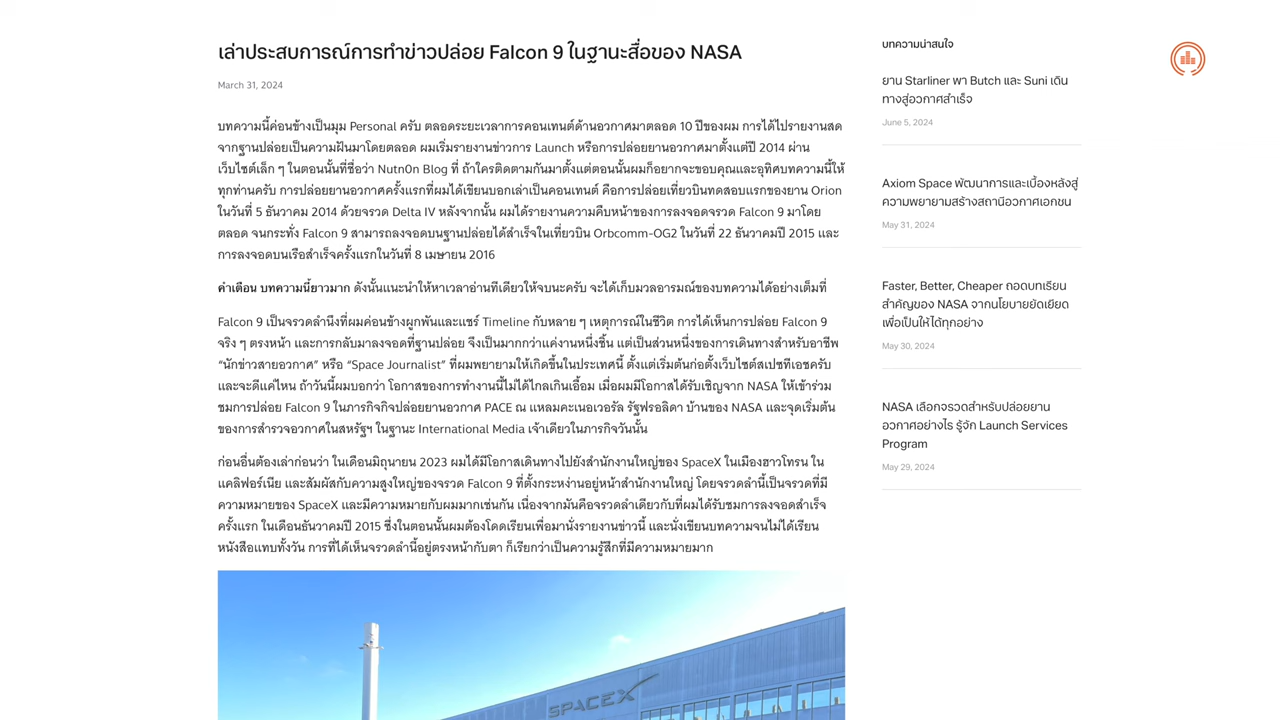 เล่าประสบการณ์การทำข่าวปล่อย Falcon 9 ในฐานะสื่อของ NASA
March 31, 2024
บทความนี้ค่อนข้างเป็นมุม Personal ครับ ตลอดระยะเวลาการคอนเทนต์ด้านอวกาศมาตลอด 10 ปีของผม การได้ไปรายงานสด
จากฐานปล่อยเป็นความฝันมาโดยตลอด ผมเริ่มรายงานข่าวการ Launch หรือการปล่อยยานอวกาศมาตั้งแต่ปี 2014 ผ่าน
เว็บไซต์เล็ก ๆ ในตอนนั้นที่ชื่อว่า Nutn0n Blog ที่ ถ้าใครติดตามกันมาตั้งแต่ตอนนั้นผมก็อยากจะขอบคุณและอุทิศบทความนี้ให้
ทุกท่านครับ การปล่อยยานอวกาศครั้งแรกที่ผมได้เขียนบอกเล่าเป็นคอนเทนต์ คือการปล่อยเที่ยวบินทดสอบแรกของยาน Orion
ในวันที่ 5 ธันวาคม 2014 ด้วยจรวด Delta IV หลังจากนั้น ผมได้รายงานความคืบหน้าของการลงจอดจรวด Falcon 9 มาโดย
ตลอด จนกระทั่ง Falcon 9 สามารถลงจอดบนฐานปล่อยได้สำเร็จในเที่ยวบิน Orbcomm-OG2 ในวันที่ 22 ธันวาคมปี 2015 และ
การลงจอดบนเรือสำเร็จครั้งแรกในวันที่ 8 เมษายน 2016
คำเตือน บทความนี้ยาวมาก ดังนั้นแนะนำให้หาเวลาอ่านทีเดียวให้จบนะครับ จะได้เก็บมวลอารมณ์ของบทความได้อย่างเต็มที่
Falcon 9 เป็นจรวดลำนึงที่ผมค่อนข้างผูกพันและแชร์ Timeline กับหลาย ๆ เหตุการณ์ในชีวิต การได้เห็นการปล่อย Falcon 9
จริง ๆ ตรงหน้า และการกลับมาลงจอดที่ฐานปล่อย จึงเป็นมากกว่าแค่งานหนึ่งชิ้น แต่เป็นส่วนหนึ่งของการเดินทางสำหรับอาชีพ
“นักข่าวสายอวกาศ” หรือ “Space Journalist” ที่ผมพยายามให้เกิดขึ้นในประเทศนี้ ตั้งแต่เริ่มต้นก่อตั้งเว็บไซต์สเปซทีเอชครับ
และจะดีแค่ไหน ถ้าวันนี้ผมบอกว่า โอกาสของการทำงานนี้ไม่ได้ไกลเกินเอื้อม เมื่อผมมีโอกาสได้รับเชิญจาก NASA ให้เข้าร่วม
ชมการปล่อย Falcon 9 ในภารกิจกิจปล่อยยานอวกาศ PACE ณ แหลมคะเนอเวอรัล รัฐฟรอลิดา บ้านของ NASA และจุดเริ่มต้น
ของการสำรวจอวกาศในสหรัฐฯ ในฐานะ International Media เจ้าเดียวในภารกิจวันนั้น
ก่อนอื่นต้องเล่าก่อนว่า ในเดือนมิถุนายน 2023 ผมได้มีโอกาสเดินทางไปยังสำนักงานใหญ่ของ SpaceX ในเมืองฮาวโทรน ใน
แคลิฟอร์เนีย และสัมผัสกับความสูงใหญ่ของจรวด Falcon 9 ที่ตั้งกระหง่านอยู่หน้าสำนักงานใหญ่ โดยจรวดลำนี้เป็นจรวดที่มี
ความหมายของ SpaceX และมีความหมายกับผมมากเช่นกัน เนื่องจากมันคือจรวดลำเดียวกับที่ผมได้รับชมการลงจอดสำเร็จ
ครั้งแรก ในเดือนธันวาคมปี 2015 ซึ่งในตอนนั้นผมต้องโดดเรียนเพื่อมานั่งรายงานข่าวนี้ และนั่งเขียนบทความจนไม่ได้เรียน
หนังสือแทบทั้งวัน การที่ได้เห็นจรวดลำนี้อยู่ตรงหน้ากับตา ก็เรียกว่าเป็นความรู้สึกที่มีความหมายมาก
SPACEX
บทความน่าสนใจ
ยาน Starliner พา Butch และ Suni เดิน
ทางสู่อวกาศสำเร็จ
June 5, 2024
Axiom Space พัฒนาการและเบื้องหลังสู่
ความพยายามสร้างสถานีอวกาศเอกชน
May 31, 2024
Faster, Better, Cheaper ถอดบทเรียน
สำคัญของ NASA จากนโยบายยัดเยียด
เพื่อเป็นให้ได้ทุกอย่าง
May 30, 2024
NASA เลือกจรวดสำหรับปล่อยยาน
อวกาศอย่างไร รู้จัก Launch Services
Program
May 29, 2024